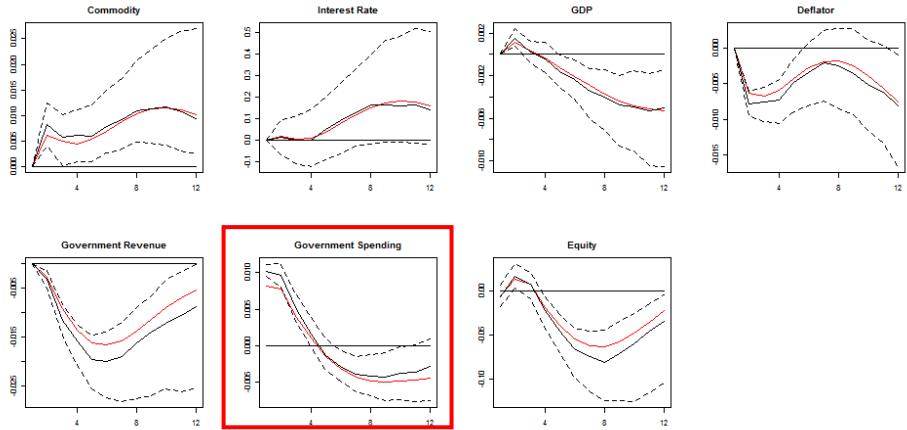 Commodity
0.025
0.020
0.015
0.010
0.005
0.000
4 8 12
Interest Rate
0.5
0.4
0.3
0.2
0.1
0.0
-0.1
4 8 12
GDP
0.002
-0.002
-0.006
-0.010
4 8 12
Deflator
-0.000
-0.005
-0.010
-0.015
4 8 12
Government Revenue
-0.005
-0.015
-0.025
4 8 12
Government Spending
0.010
0.005
0.000
-0.005
4 8 12
Equity
0.00
-0.05
-0.10
4 8 12